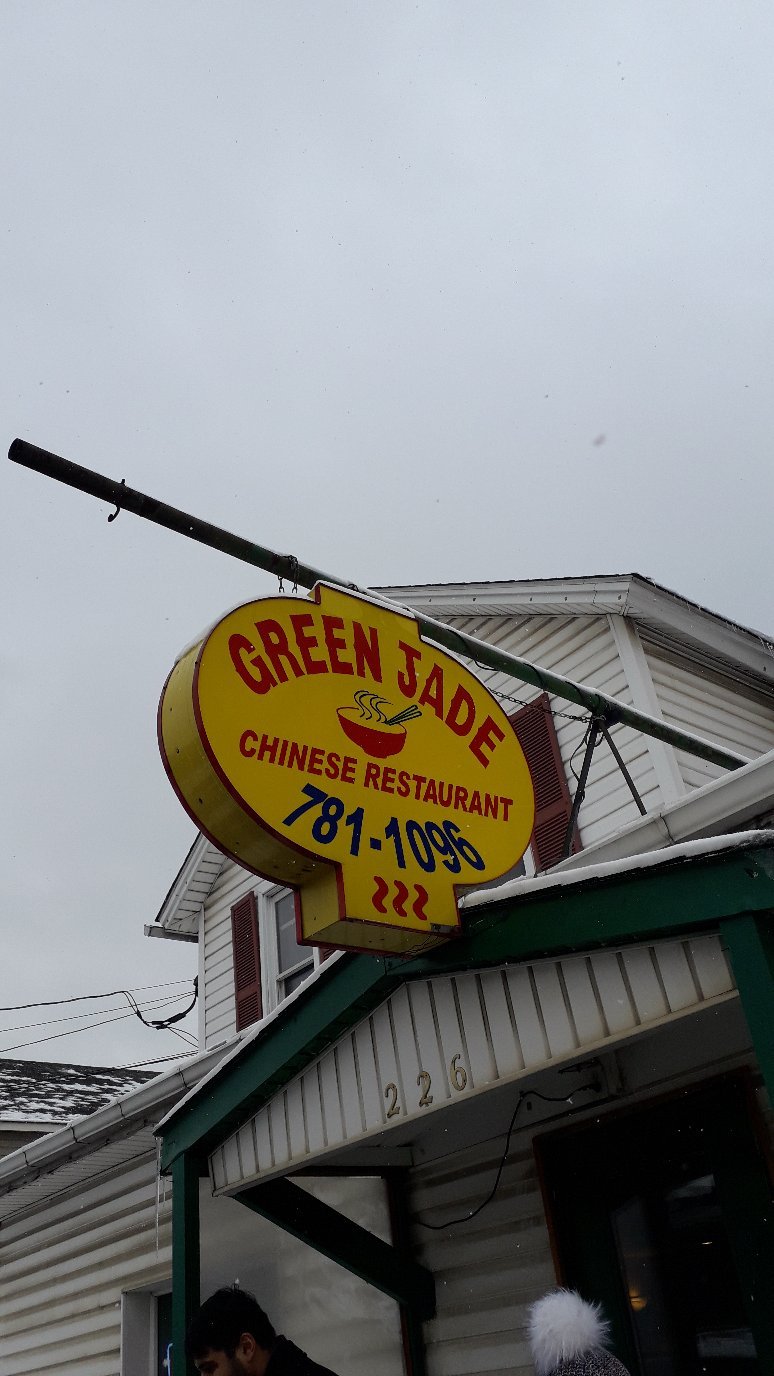 GREEN JADE
CHINESE RESTAURANT
781-1096
226